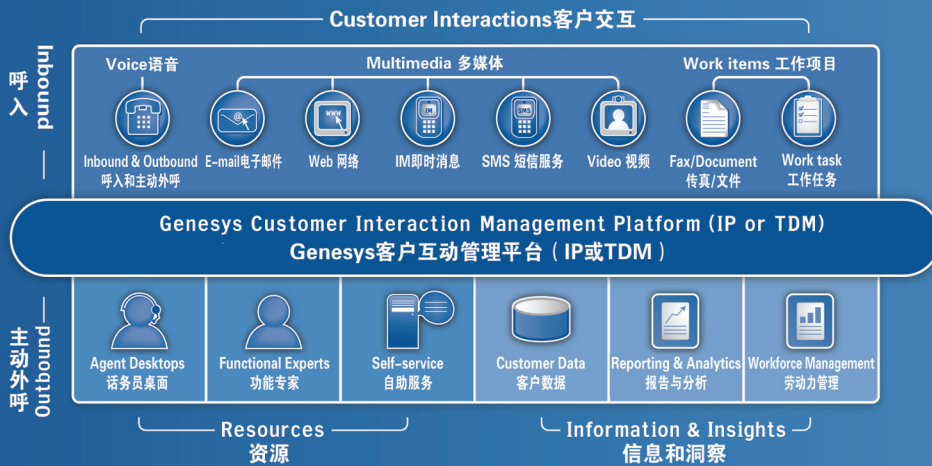 Customer Interactions客户交互
Inbound
呼入
Voice语音
Multimedia 多媒体
Work items 工作项目
WWW
IM
SMS
Inbound & Outbound
呼入和主动外呼
E-mail电子邮件
Web 网络
IM即时消息
SMS 短信服务
Video 视频
Fax/Document
传真/文件
Work task
工作任务
Genesys Customer Interaction Management Platform (IP or TDM)
Genesys客户互动管理平台（IP或TDM）
主动外呼
Outbound
Agent Desktops
话务员桌面
Functional Experts
功能专家
Self-service
自助服务
Customer Data
客户数据
Reporting & Analytics
报告与分析
Workforce Management
劳动力管理
Resources
资源
Information & Insights
信息和洞察